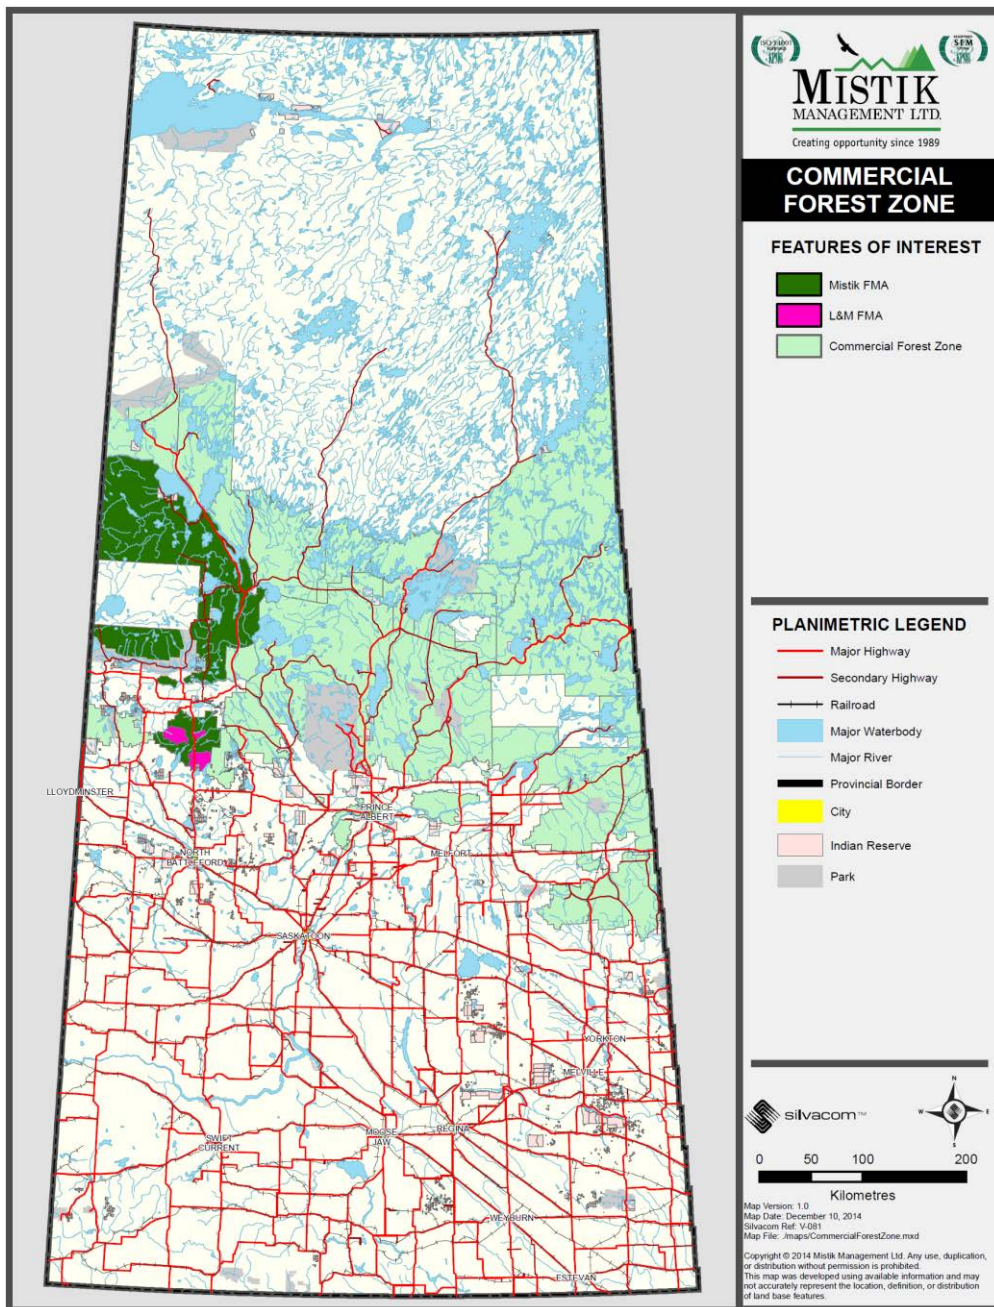 MISTIK
MANAGEMENT LTD.
Creating opportunity since 1989
COMMERCIAL
FOREST ZONE
FEATURES OF INTEREST
Mistik FMA
L&M FMA
Commercial Forest Zone
PLANIMETRIC LEGEND
Major Highway
Secondary Highway
Railroad
Major Waterbody
Major River
Provincial Border
City
Indian Reserve
Park
silvacom™
N
W
E
S
0 50 100 200
Kilometres
Map Version: 1.0
Map Date: December 10, 2014
Silvacom Ref: V-081
Map File: ./maps/CommercialForestZone.mxd
Copyright © 2014 Mistik Management Ltd. Any use, duplication,
or distribution without permission is prohibited.
This map was developed using available information and may
not accurately represent the location, definition, or distribution
of land base features.
LLOYDMINSTER
PRINCE
ALBERT
NORTH
BATTLEFORD
MELFORT
SASKATOON
YORKTON
MELVILLE
SWIFT
CURRENT
MOOSE
JAW
REGINA
WEYBURN
ESTEVAN